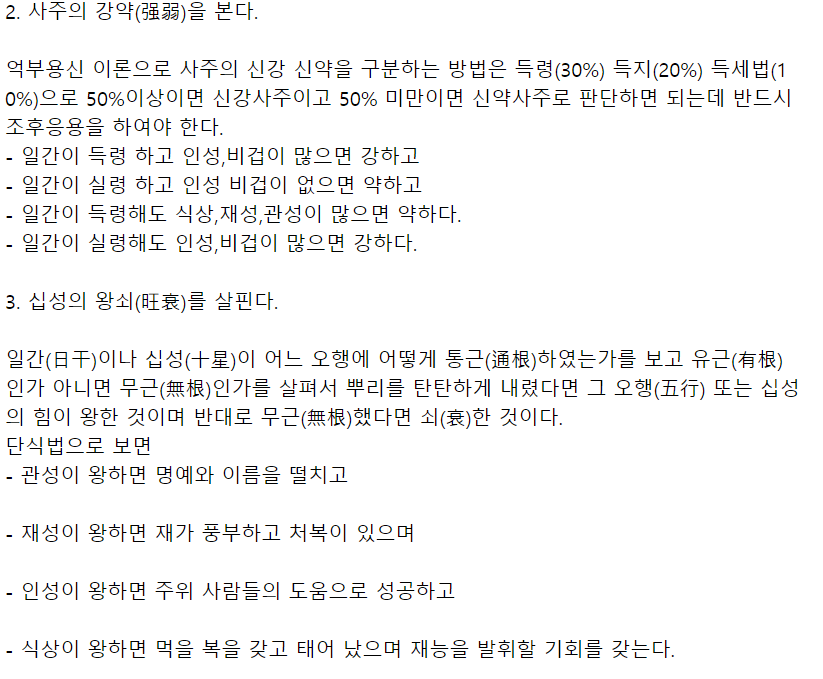 2. 사주의 강약(强弱)을 본다.
억부용신 이론으로 사주의 신강 신약을 구분하는 방법은 득령(30%) 득지(20%) 득세법(1
0%)으로 50%이상이면 신강사주이고 50% 미만이면 신약사주로 판단하면 되는데 반드시
조후응용을 하여야 한다.
- 일간이 득령 하고 인성,비겁이 많으면 강하고
- 일간이 실령 하고 인성 비겁이 없으면 약하고
- 일간이 득령해도 식상,재성,관성이 많으면 약하다.
- 일간이 실령해도 인성,비겁이 많으면 강하다.
3. 십성의 왕쇠(旺衰)를 살핀다.
일간(日干)이나 십성(十星)이 어느 오행에 어떻게 통근(通根)하였는가를 보고 유근(有根)
인가 아니면 무근(無根)인가를 살펴서 뿌리를 탄탄하게 내렸다면 그 오행(五行) 또는 십성
의 힘이 왕한 것이며 반대로 무근(無根)했다면 쇠(衰)한 것이다.
단식법으로 보면
- 관성이 왕하면 명예와 이름을 떨치고
- 재성이 왕하면 재가 풍부하고 처복이 있으며
- 인성이 왕하면 주위 사람들의 도움으로 성공하고
- 식상이 왕하면 먹을 복을 갖고 태어 났으며 재능을 발휘할 기회를 갖는다.